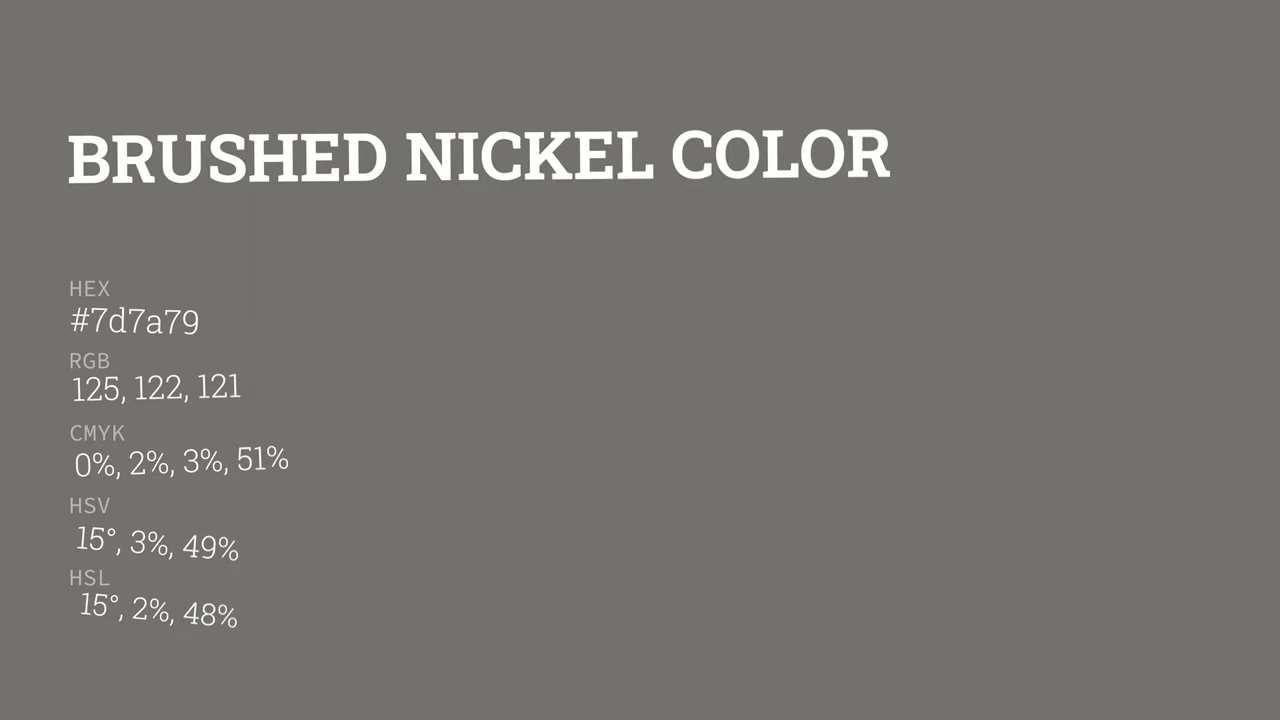 BRUSHED NICKEL COLOR
HEX
#7d7a79
RGB
125, 122, 121
CMYK
0%, 2%, 3%, 51%
HSV
15°, 3%, 49%
HSL
15°, 2%, 48%